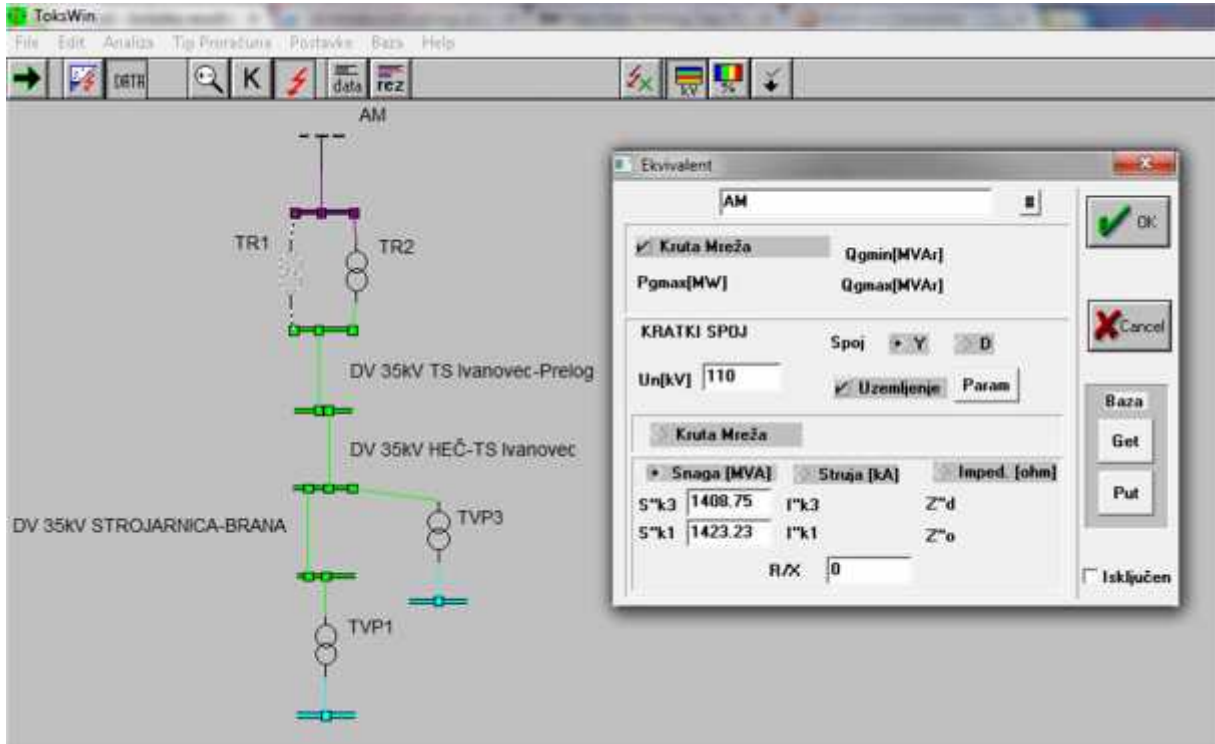 ToksWin
File Edit Analiza Tip Proračuna Postavke Baza Help
DATA K data rez kV %
AM
TR1 TR2
DV 35kV TS Ivanovec-Prelog
DV 35kV HEČ-TS Ivanovec
DV 35kV STROJARNICA-BRANA
TVP3
TVP1
Ekvivalent
AM
Kruta Mreža
Qgmin[MVAr]
Pgmax[MW] Qgmax[MVAr]
KRATKI SPOJ
Spoj Y D
Un[kV] 110
Uzemljenje Param
Kruta Mreža
Snaga [MVA] Struja [kA] Imped. [ohm]
S"k3 1408.75 I"k3 Z"d
S"k1 1423.23 I"k1 Z"o
R/X 0
OK
Cancel
Baza
Get
Put
Isključen